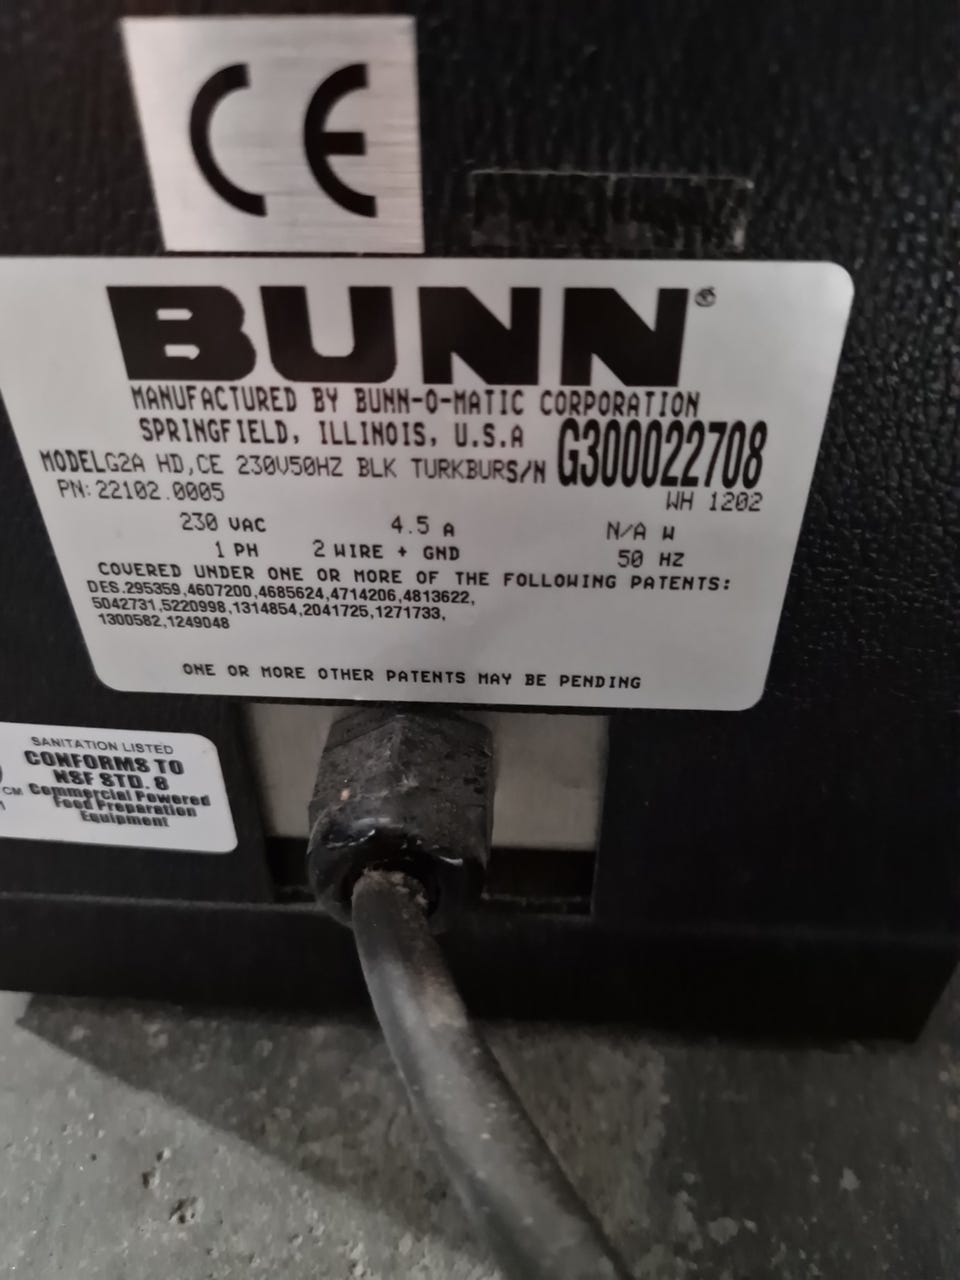 CE
BUNN®
MANUFACTURED BY BUNN-O-MATIC CORPORATION
SPRINGFIELD, ILLINOIS, U.S.A
MODELG2A HD,CE 230V50HZ BLK TURKBURS/N G300022708
PN: 22102.0005 WH 1202
230 VAC 4.5 A N/A W
1 PH 2 WIRE + GND 50 HZ
COVERED UNDER ONE OR MORE OF THE FOLLOWING PATENTS:
DES.295359,4607200,4685624,4714206,4813622,
5042731,5220998,1314854,2041725,1271733,
1300582,1249048
ONE OR MORE OTHER PATENTS MAY BE PENDING
SANITATION LISTED
CONFORMS TO
NSF STD. 8
CM Commercial Powered
Food Preparation
Equipment